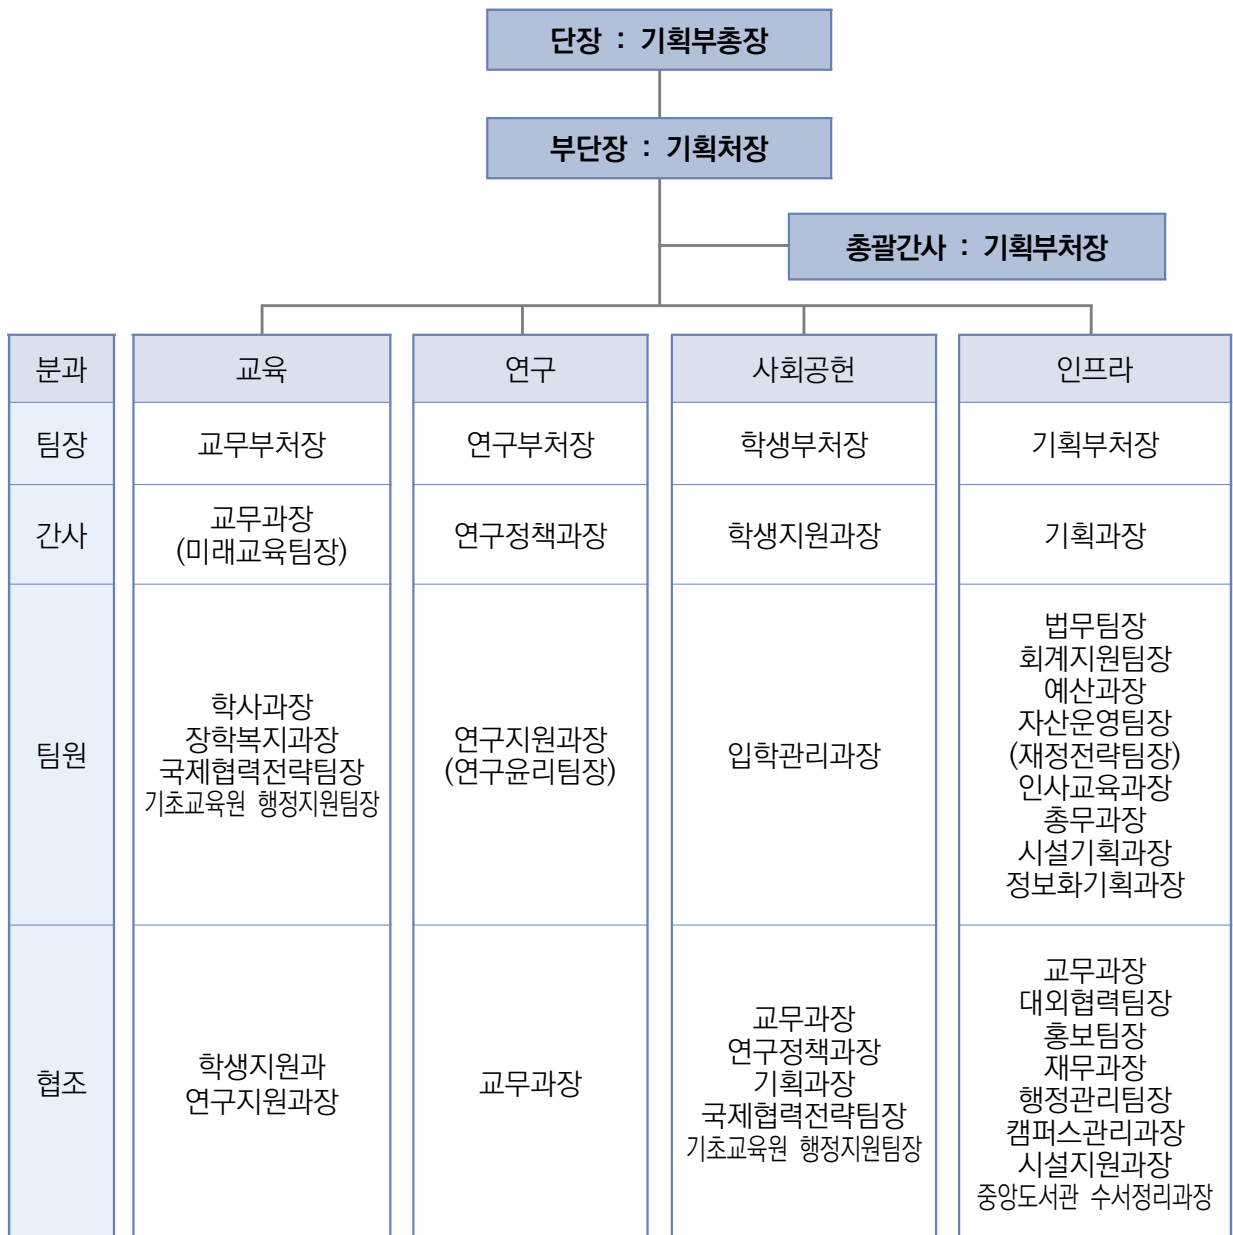 단장 : 기획부총장
부단장 : 기획처장
총괄간사 : 기획부처장
분과 교육 연구 사회공헌 인프라
팀장 교무부처장 연구부처장 학생부처장 기획부처장
간사
교무과장
(미래교육팀장)
연구정책과장
학생지원과장
기획과장
팀원
학사과장
장학복지과장
국제협력전략팀장
기초교육원 행정지원팀장
연구지원과장
(연구윤리팀장)
입학관리과장
법무팀장
회계지원팀장
예산과장
자산운영팀장
(재정전략팀장)
인사교육과장
총무과장
시설기획과장
정보화기획과장
협조
학생지원과
연구지원과장
교무과장
교무과장
연구정책과장
기획과장
국제협력전략팀장
기초교육원 행정지원팀장
교무과장
대외협력팀장
홍보팀장
재무과장
행정관리팀장
캠퍼스관리과장
시설지원과장
중앙도서관 수서정리과장